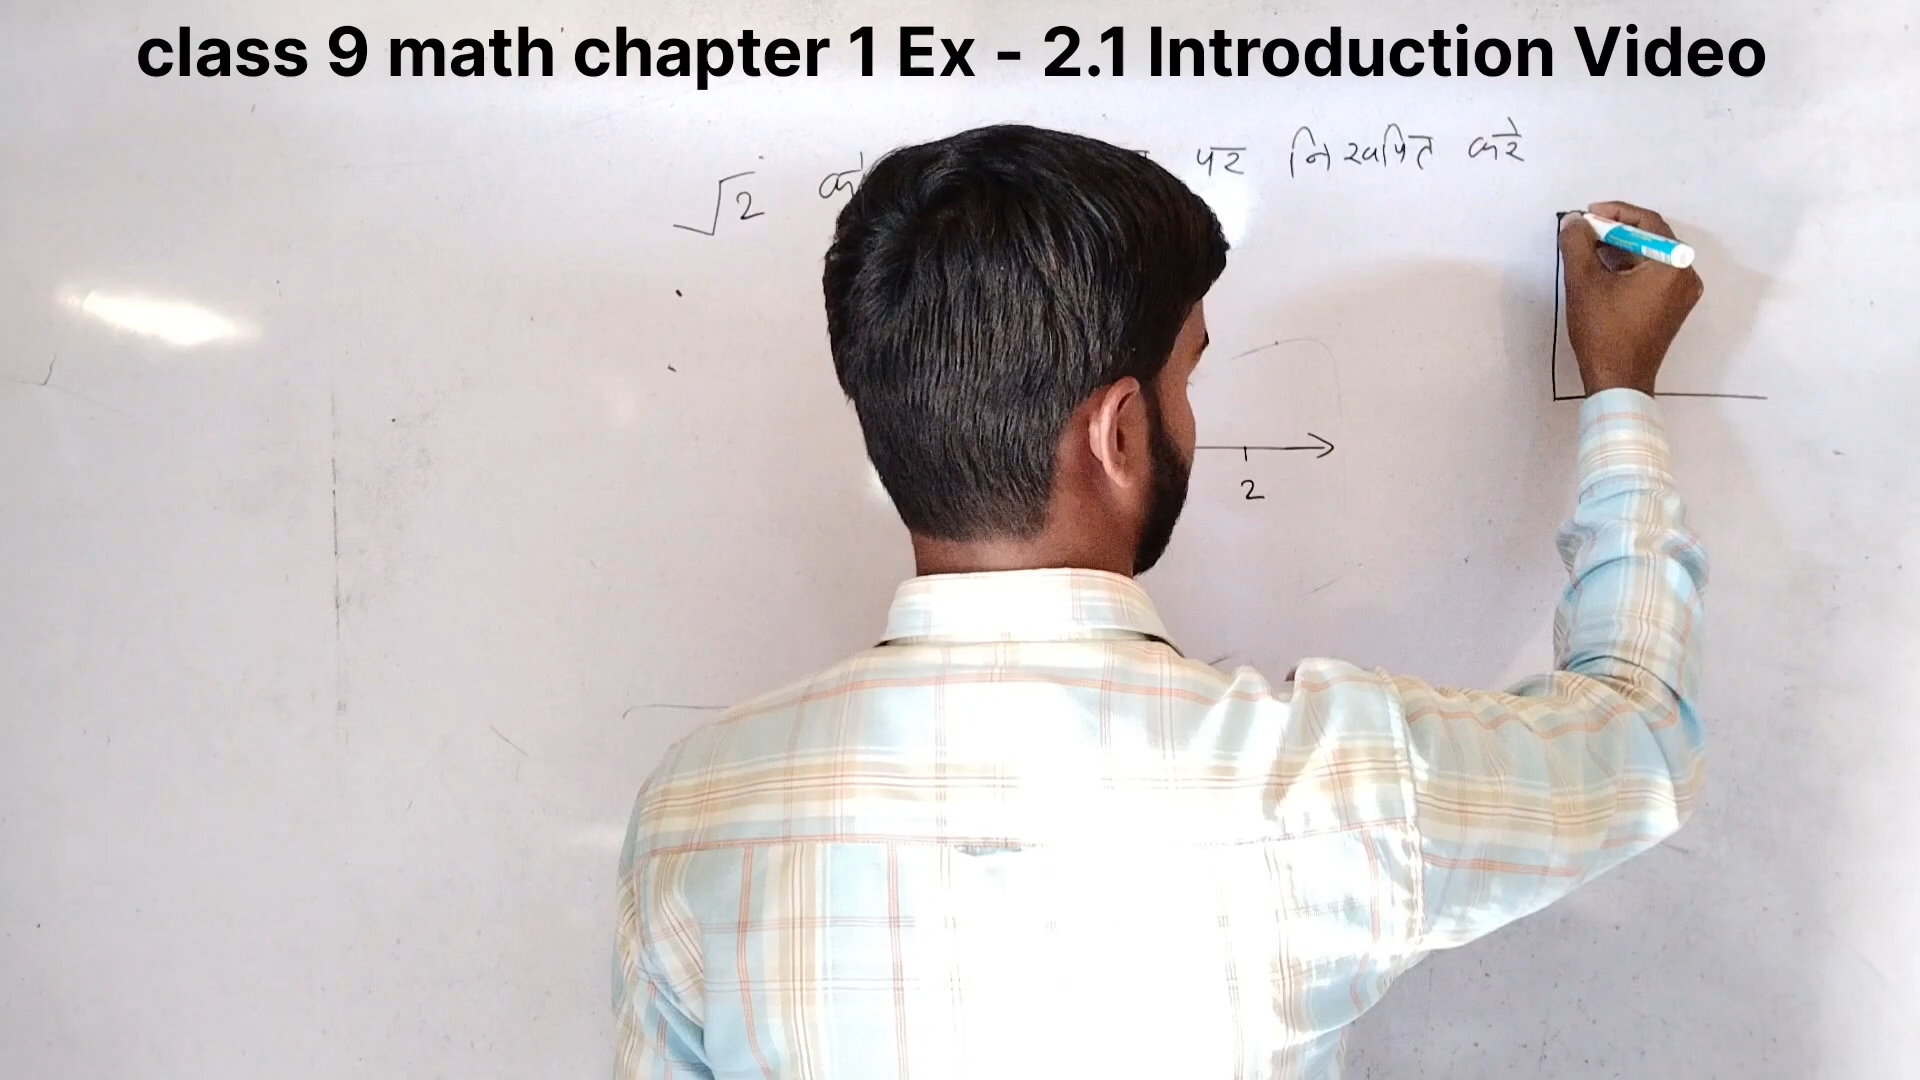 class 9 math chapter 1 Ex - 2.1 Introduction Video
√2 को पर निरूपित करे
2